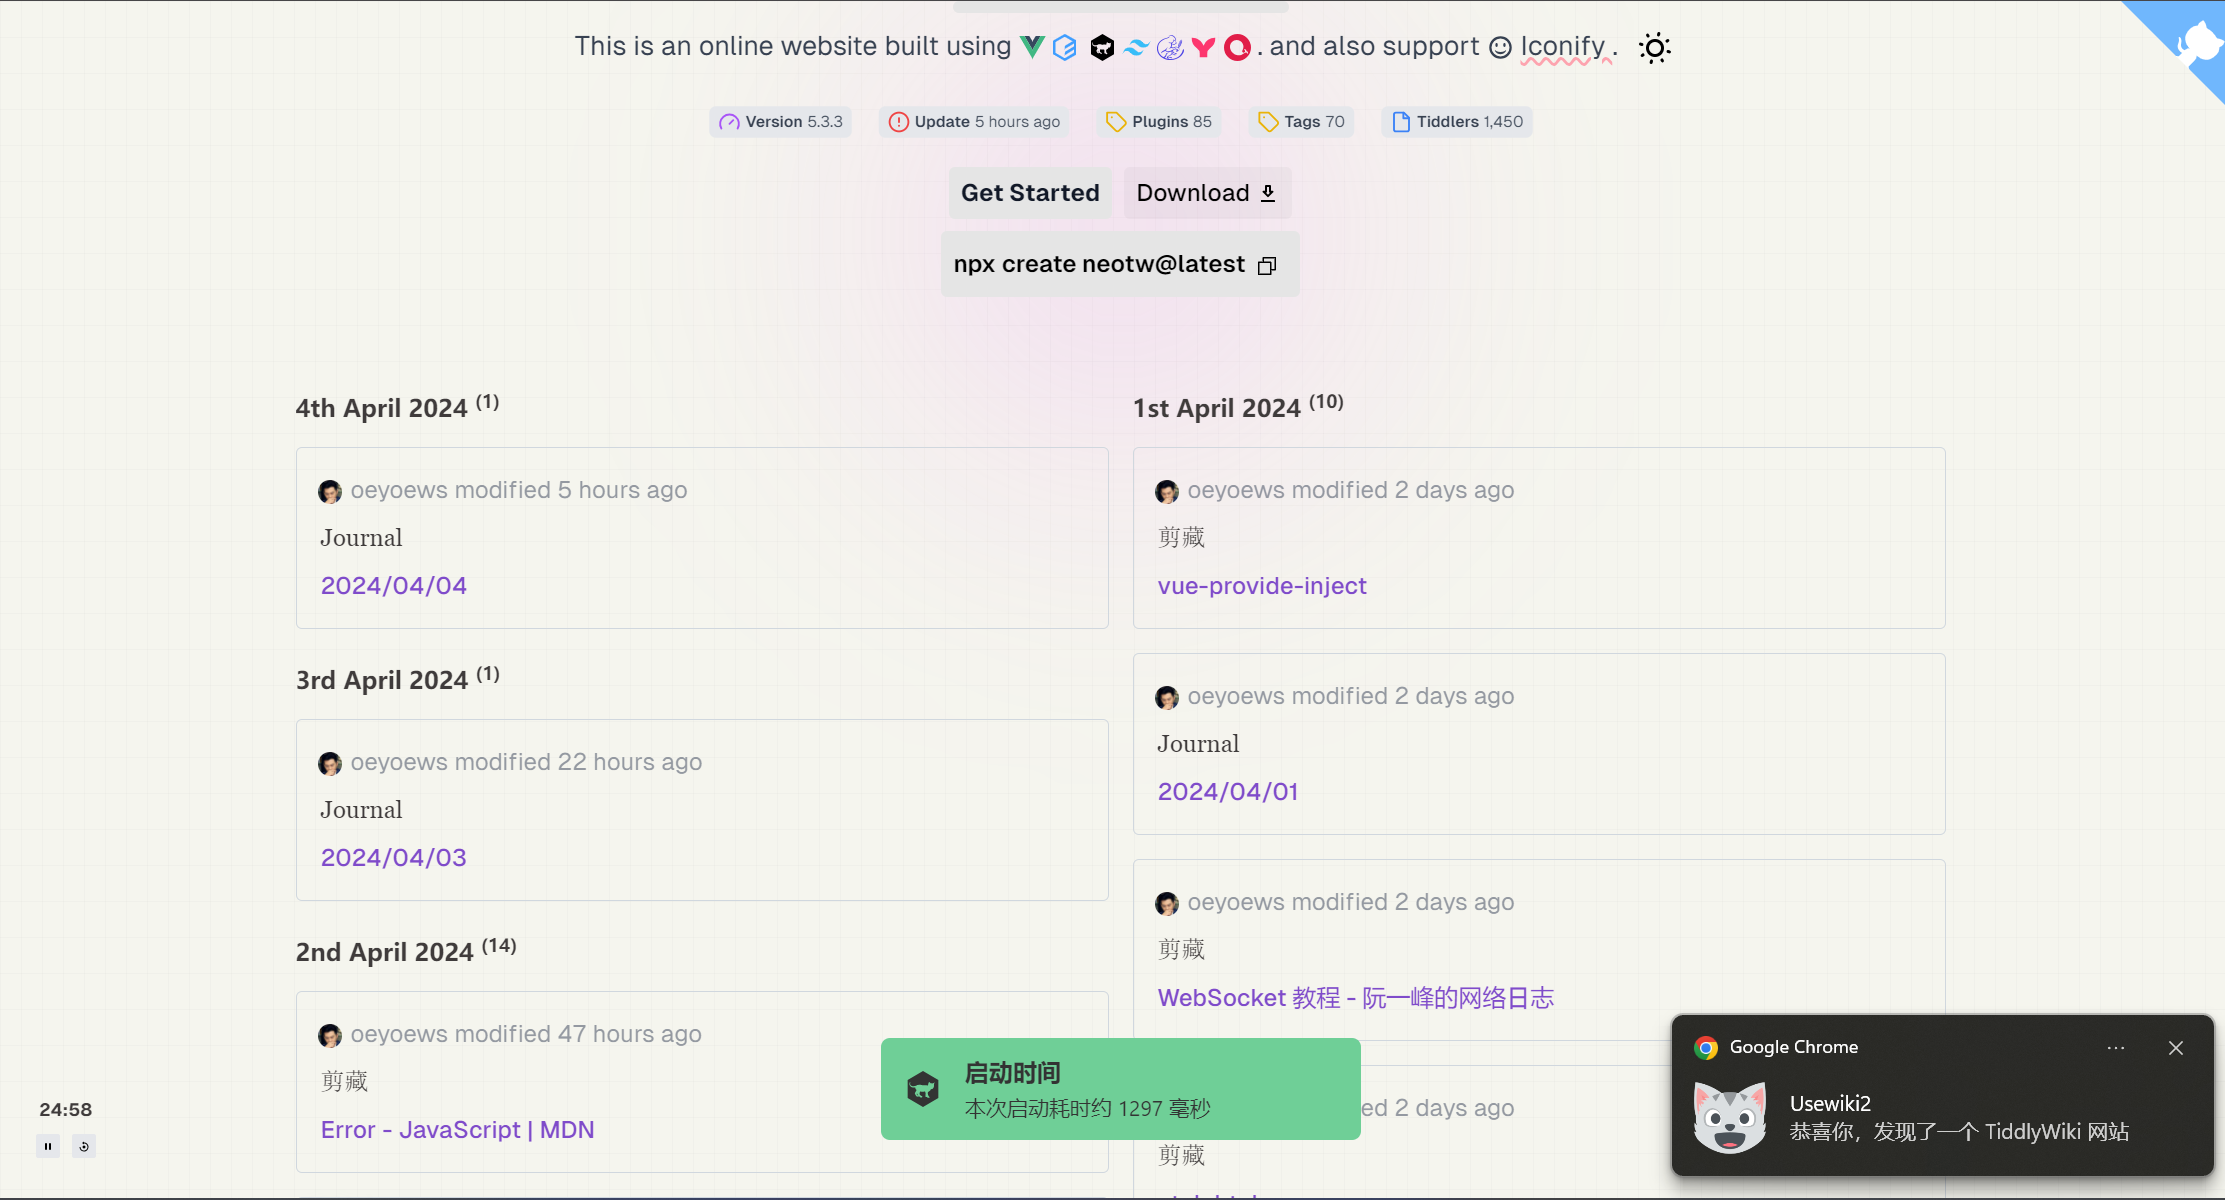 This is an online website built using . and also support Iconify .
Version 5.3.3 Update 5 hours ago Plugins 85 Tags 70 Tiddlers 1,450
Get Started Download
npx create neotw@latest
4th April 2024 (1)
oeyoews modified 5 hours ago
Journal
2024/04/04
3rd April 2024 (1)
oeyoews modified 22 hours ago
Journal
2024/04/03
2nd April 2024 (14)
oeyoews modified 47 hours ago
剪藏
Error - JavaScript | MDN
1st April 2024 (10)
oeyoews modified 2 days ago
剪藏
vue-provide-inject
oeyoews modified 2 days ago
Journal
2024/04/01
oeyoews modified 2 days ago
剪藏
WebSocket 教程 - 阮一峰的网络日志
ed 2 days ago
剪藏
24:58
启动时间
本次启动耗时约 1297 毫秒
Google Chrome
Usewiki2
恭喜你，发现了一个 TiddlyWiki 网站